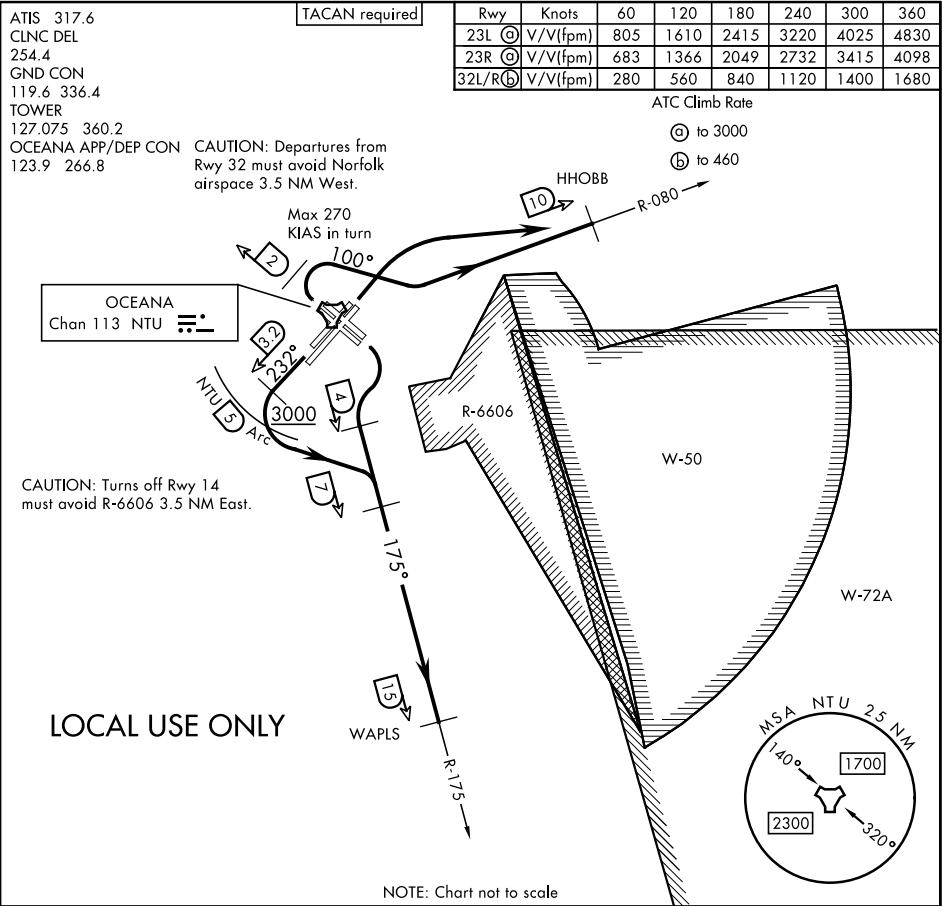 ATIS 317.6
CLNC DEL
254.4
GND CON
119.6 336.4
TOWER
127.075 360.2
OCEANA APP/DEP CON
123.9 266.8
TACAN required
Rwy Knots 60 120 180 240 300 360
23L ⓐ V/V(fpm) 805 1610 2415 3220 4025 4830
23R ⓐ V/V(fpm) 683 1366 2049 2732 3415 4098
32L/R ⓑ V/V(fpm) 280 560 840 1120 1400 1680
ATC Climb Rate
ⓐ to 3000
ⓑ to 460
CAUTION: Departures from
Rwy 32 must avoid Norfolk
airspace 3.5 NM West.
HHOBB
10
R-080
Max 270
KIAS in turn
100°
2
OCEANA
Chan 113 NTU
3.2
232°
NTU 5 Arc
3000
4
R-6606
W-50
CAUTION: Turns off Rwy 14
must avoid R-6606 3.5 NM East.
7
175°
W-72A
15
WAPLS
R-175
LOCAL USE ONLY
MSA NTU 25 NM
140°
1700
2300
320°
NOTE: Chart not to scale